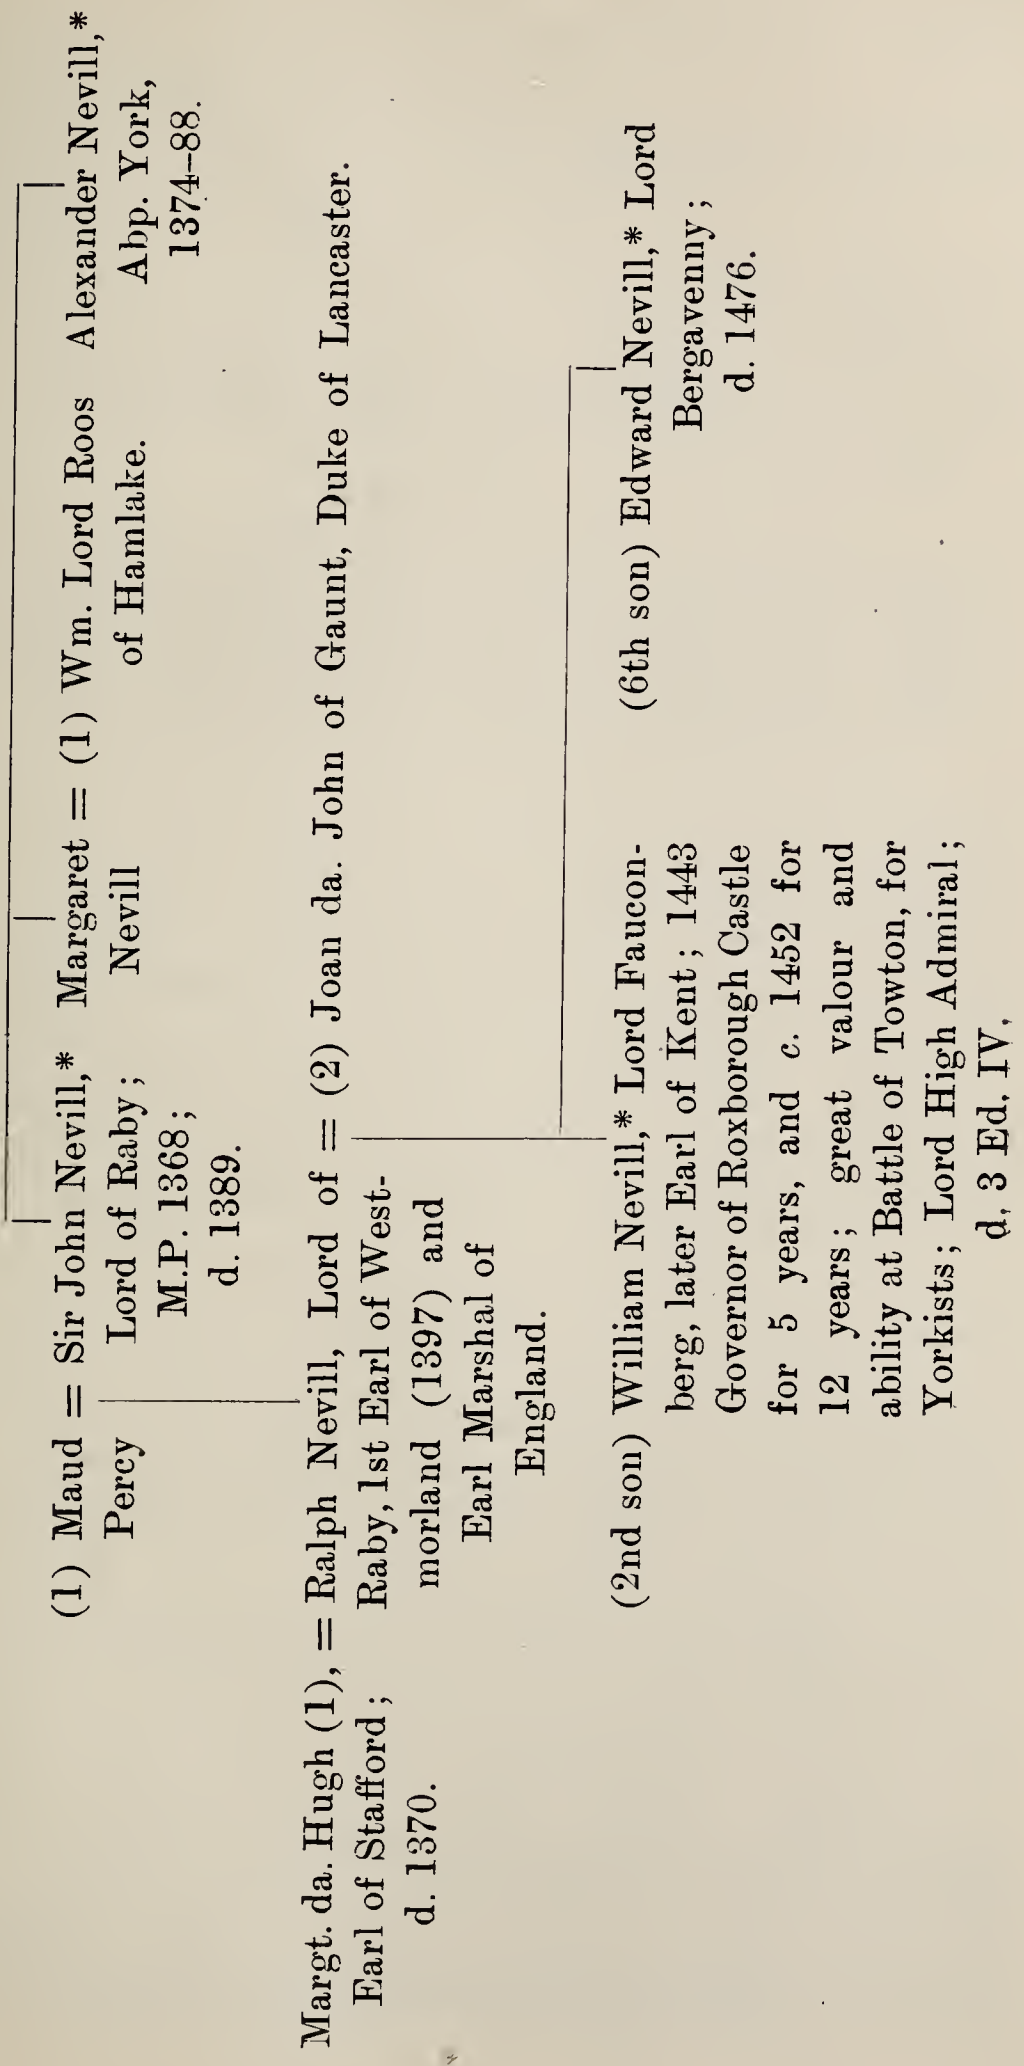 (1) Maud = Sir John Nevill,*
Percy
Lord of Raby;
M.P. 1368;
d. 1389.
Margaret = (1) Wm. Lord Roos
Nevill
of Hamlake.
Alexander Nevill,*
Abp. York,
1374–88.
Margt. da. Hugh (1), = Ralph Nevill, Lord of = (2) Joan da. John of Gaunt, Duke of Lancaster.
Earl of Stafford;
d. 1370.
Raby, 1st Earl of West-
morland (1397) and
Earl Marshal of
England.
(2nd son) William Nevill,* Lord Faucon-
berg, later Earl of Kent; 1443
Governor of Roxborough Castle
for 5 years, and c. 1452 for
12 years; great valour and
ability at Battle of Towton, for
Yorkists; Lord High Admiral;
d. 3 Ed. IV.
(6th son) Edward Nevill,* Lord
Bergavenny;
d. 1476.